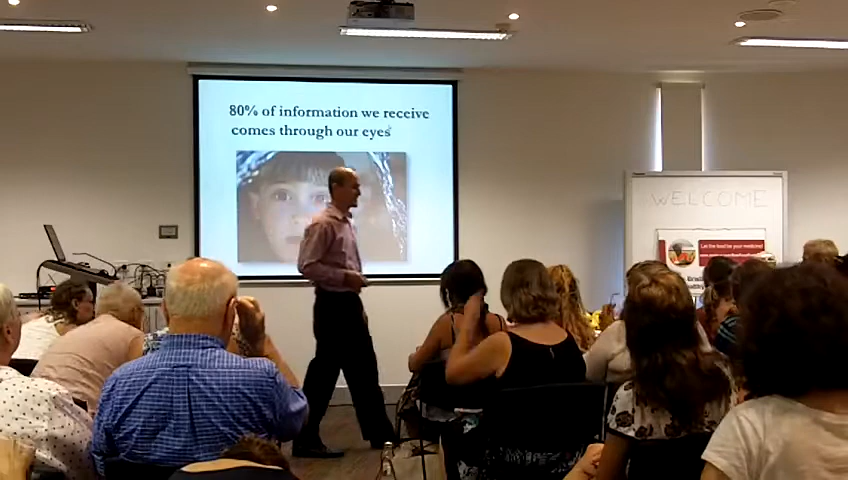 80% of information we receive
comes through our eyes
WELCOME
Let the food be your medicine!